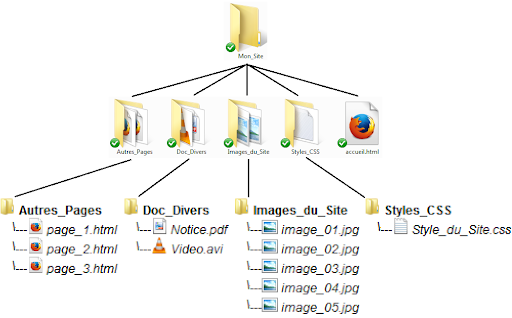 Mon_Site
Autres_Pages Doc_Divers Images_du_Site Styles_CSS accueil.html
Autres_Pages Doc_Divers Images_du_Site Styles_CSS
\--- page_1.html \--- Notice.pdf \--- image_01.jpg \--- Style_du_Site.css
\--- page_2.html \--- Video.avi \--- image_02.jpg
\--- page_3.html \--- image_03.jpg
\--- image_04.jpg
\--- image_05.jpg